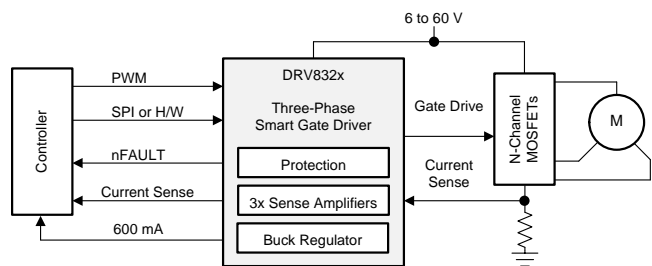 6 to 60 V
Controller
PWM
SPI or H/W
nFAULT
Current Sense
600 mA
DRV832x
Three-Phase
Smart Gate Driver
Protection
3x Sense Amplifiers
Buck Regulator
Gate Drive
Current
Sense
N-Channel
MOSFETs
M